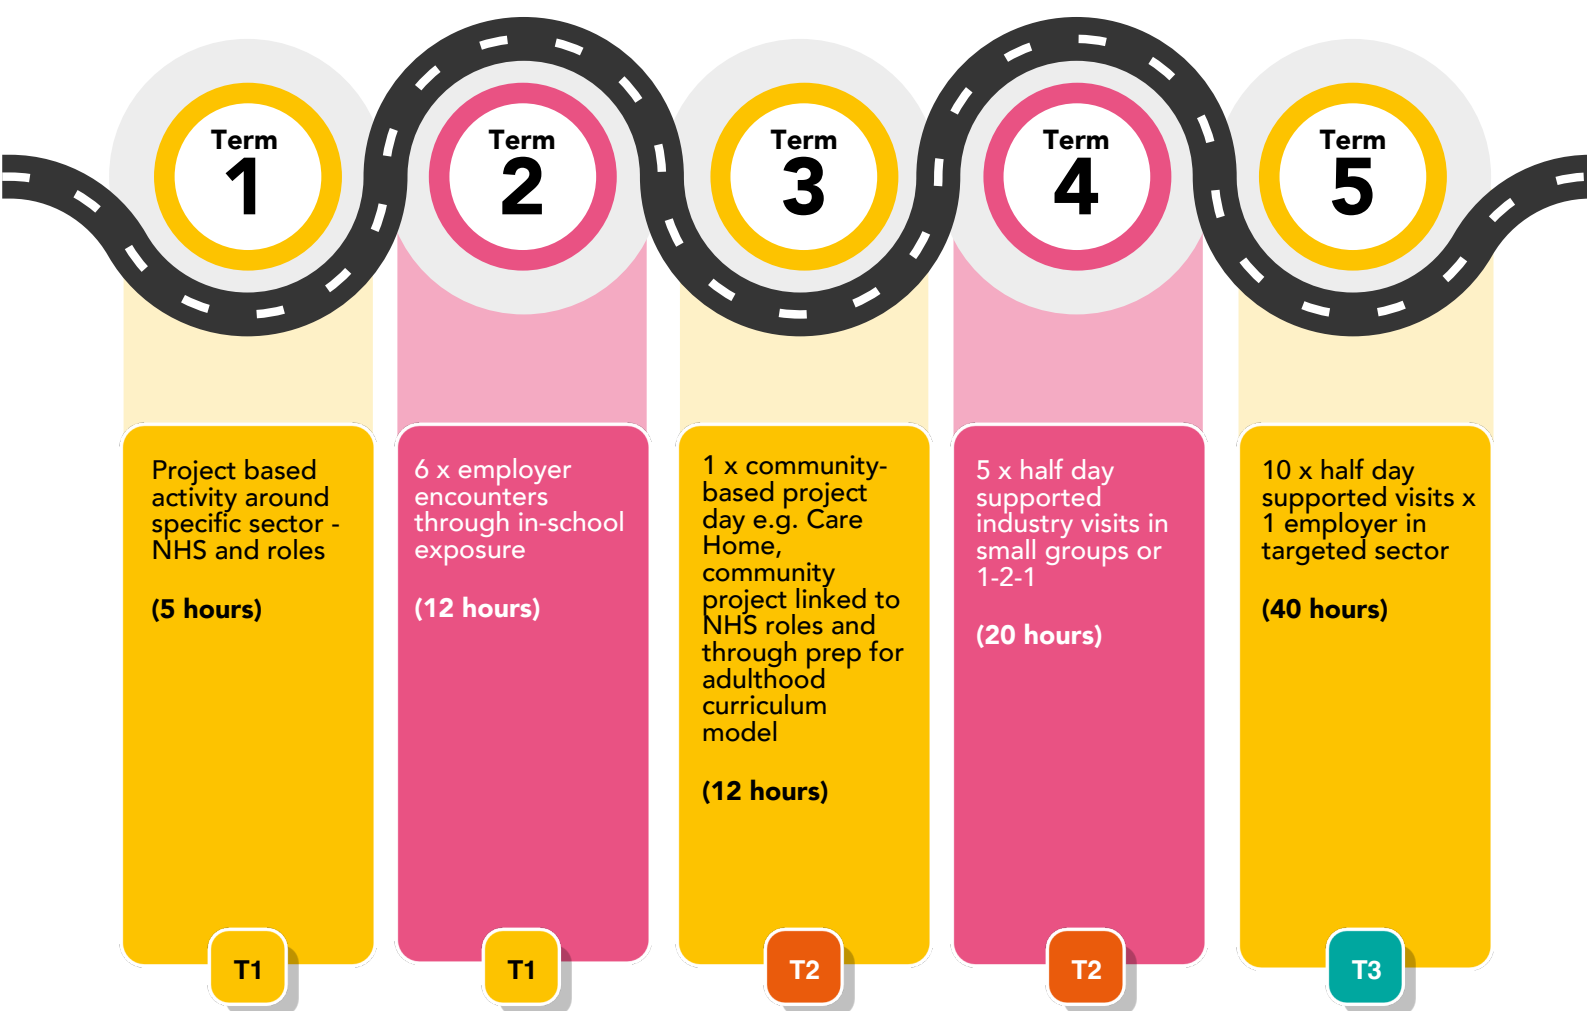 Term
1
Term
2
Term
3
Term
4
Term
5
Project based
activity around
specific sector -
NHS and roles
(5 hours)
6 x employer
encounters
through in-school
exposure
(12 hours)
1 x community-
based project
day e.g. Care
Home,
community
project linked to
NHS roles and
through prep for
adulthood
curriculum
model
(12 hours)
5 x half day
supported
industry visits in
small groups or
1-2-1
(20 hours)
10 x half day
supported visits x
1 employer in
targeted sector
(40 hours)
T1
T1
T2
T2
T3